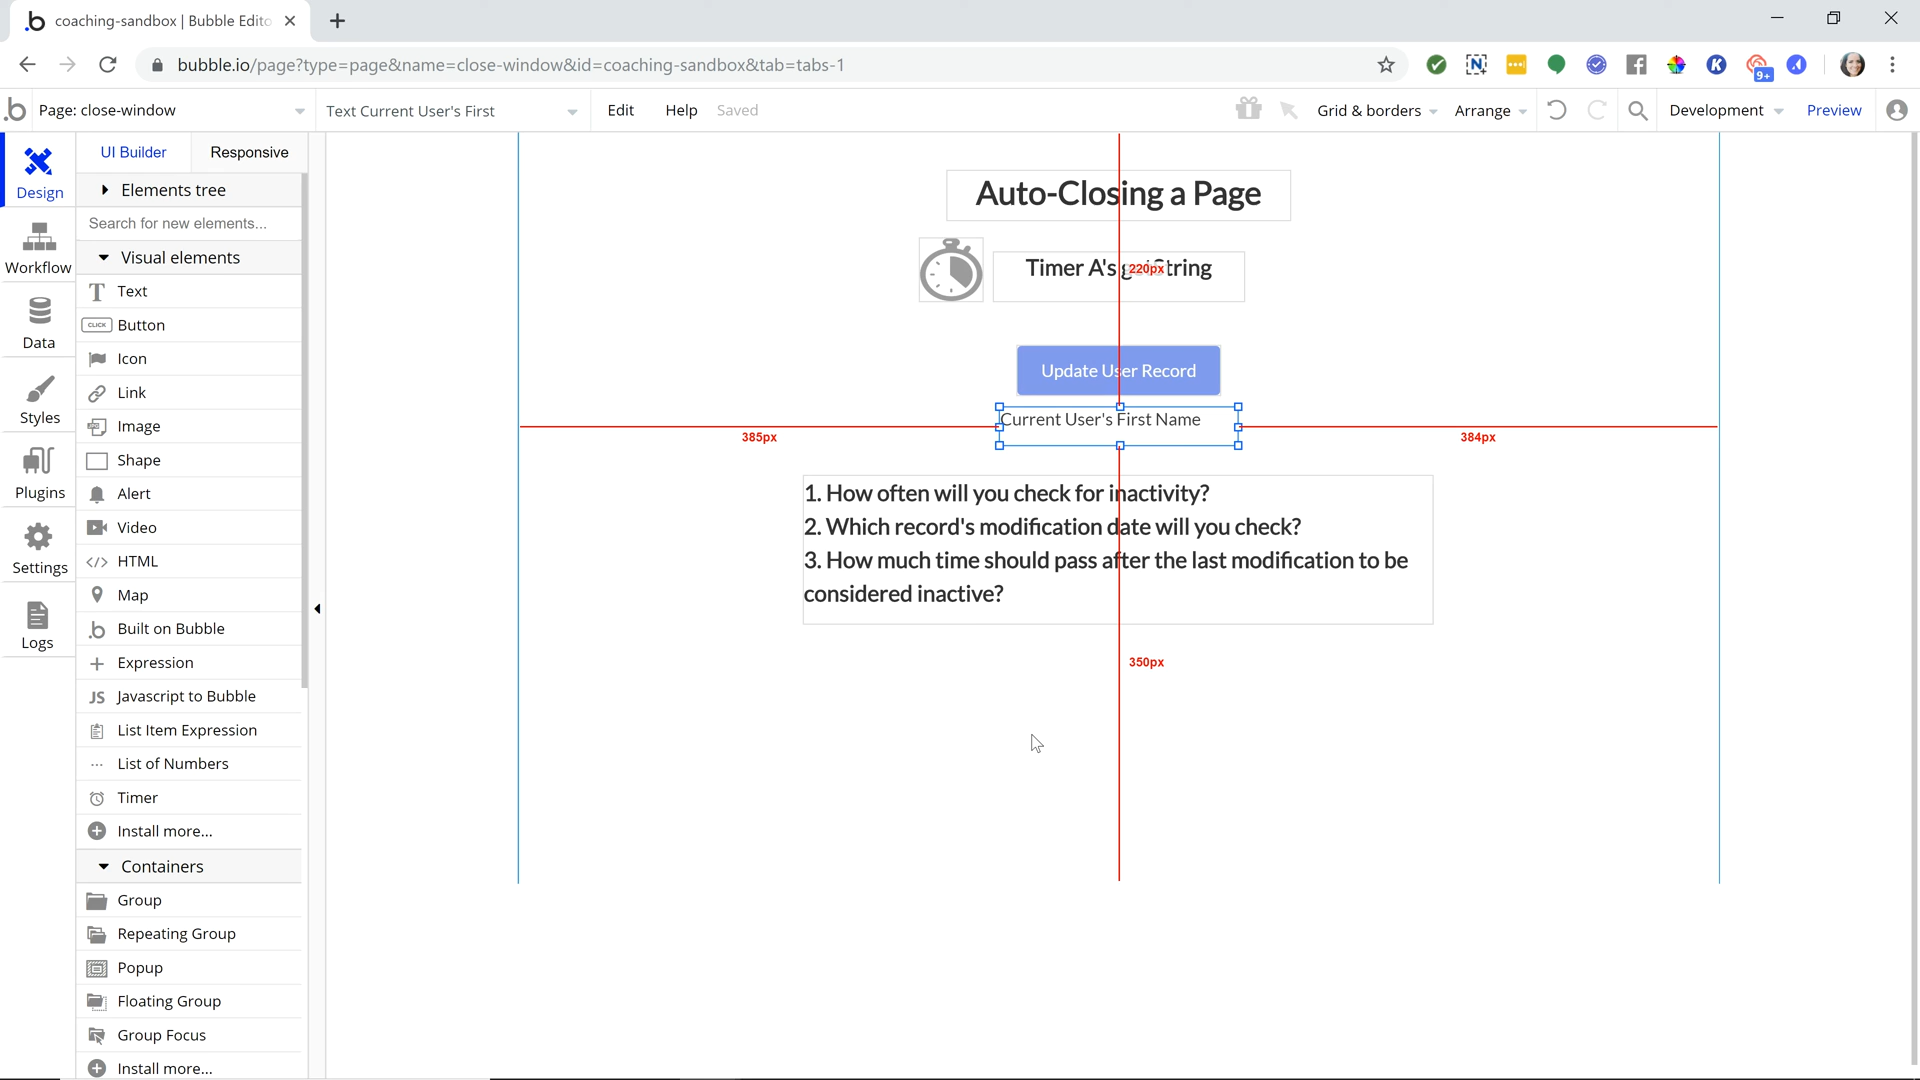 coaching-sandbox | Bubble Edito
bubble.io/page?type=page&name=close-window&id=coaching-sandbox&tab=tabs-1
9+
Page: close-window
Text Current User's First
Edit
Help
Saved
Grid & borders
Arrange
Development
Preview
Design
Workflow
Data
Styles
Plugins
Settings
Logs
UI Builder
Responsive
Elements tree
Search for new elements...
Visual elements
Text
CLICK Button
Icon
Link
Image
Shape
Alert
Video
HTML
Map
Built on Bubble
Expression
JS Javascript to Bubble
List Item Expression
List of Numbers
Timer
Install more...
Containers
Group
Repeating Group
Popup
Floating Group
Group Focus
Install more...
Auto-Closing a Page
Timer A's
220px
Update User Record
Current User's First Name
385px
384px
1. How often will you check for inactivity?
2. Which record's modification date will you check?
3. How much time should pass after the last modification to be
considered inactive?
350px